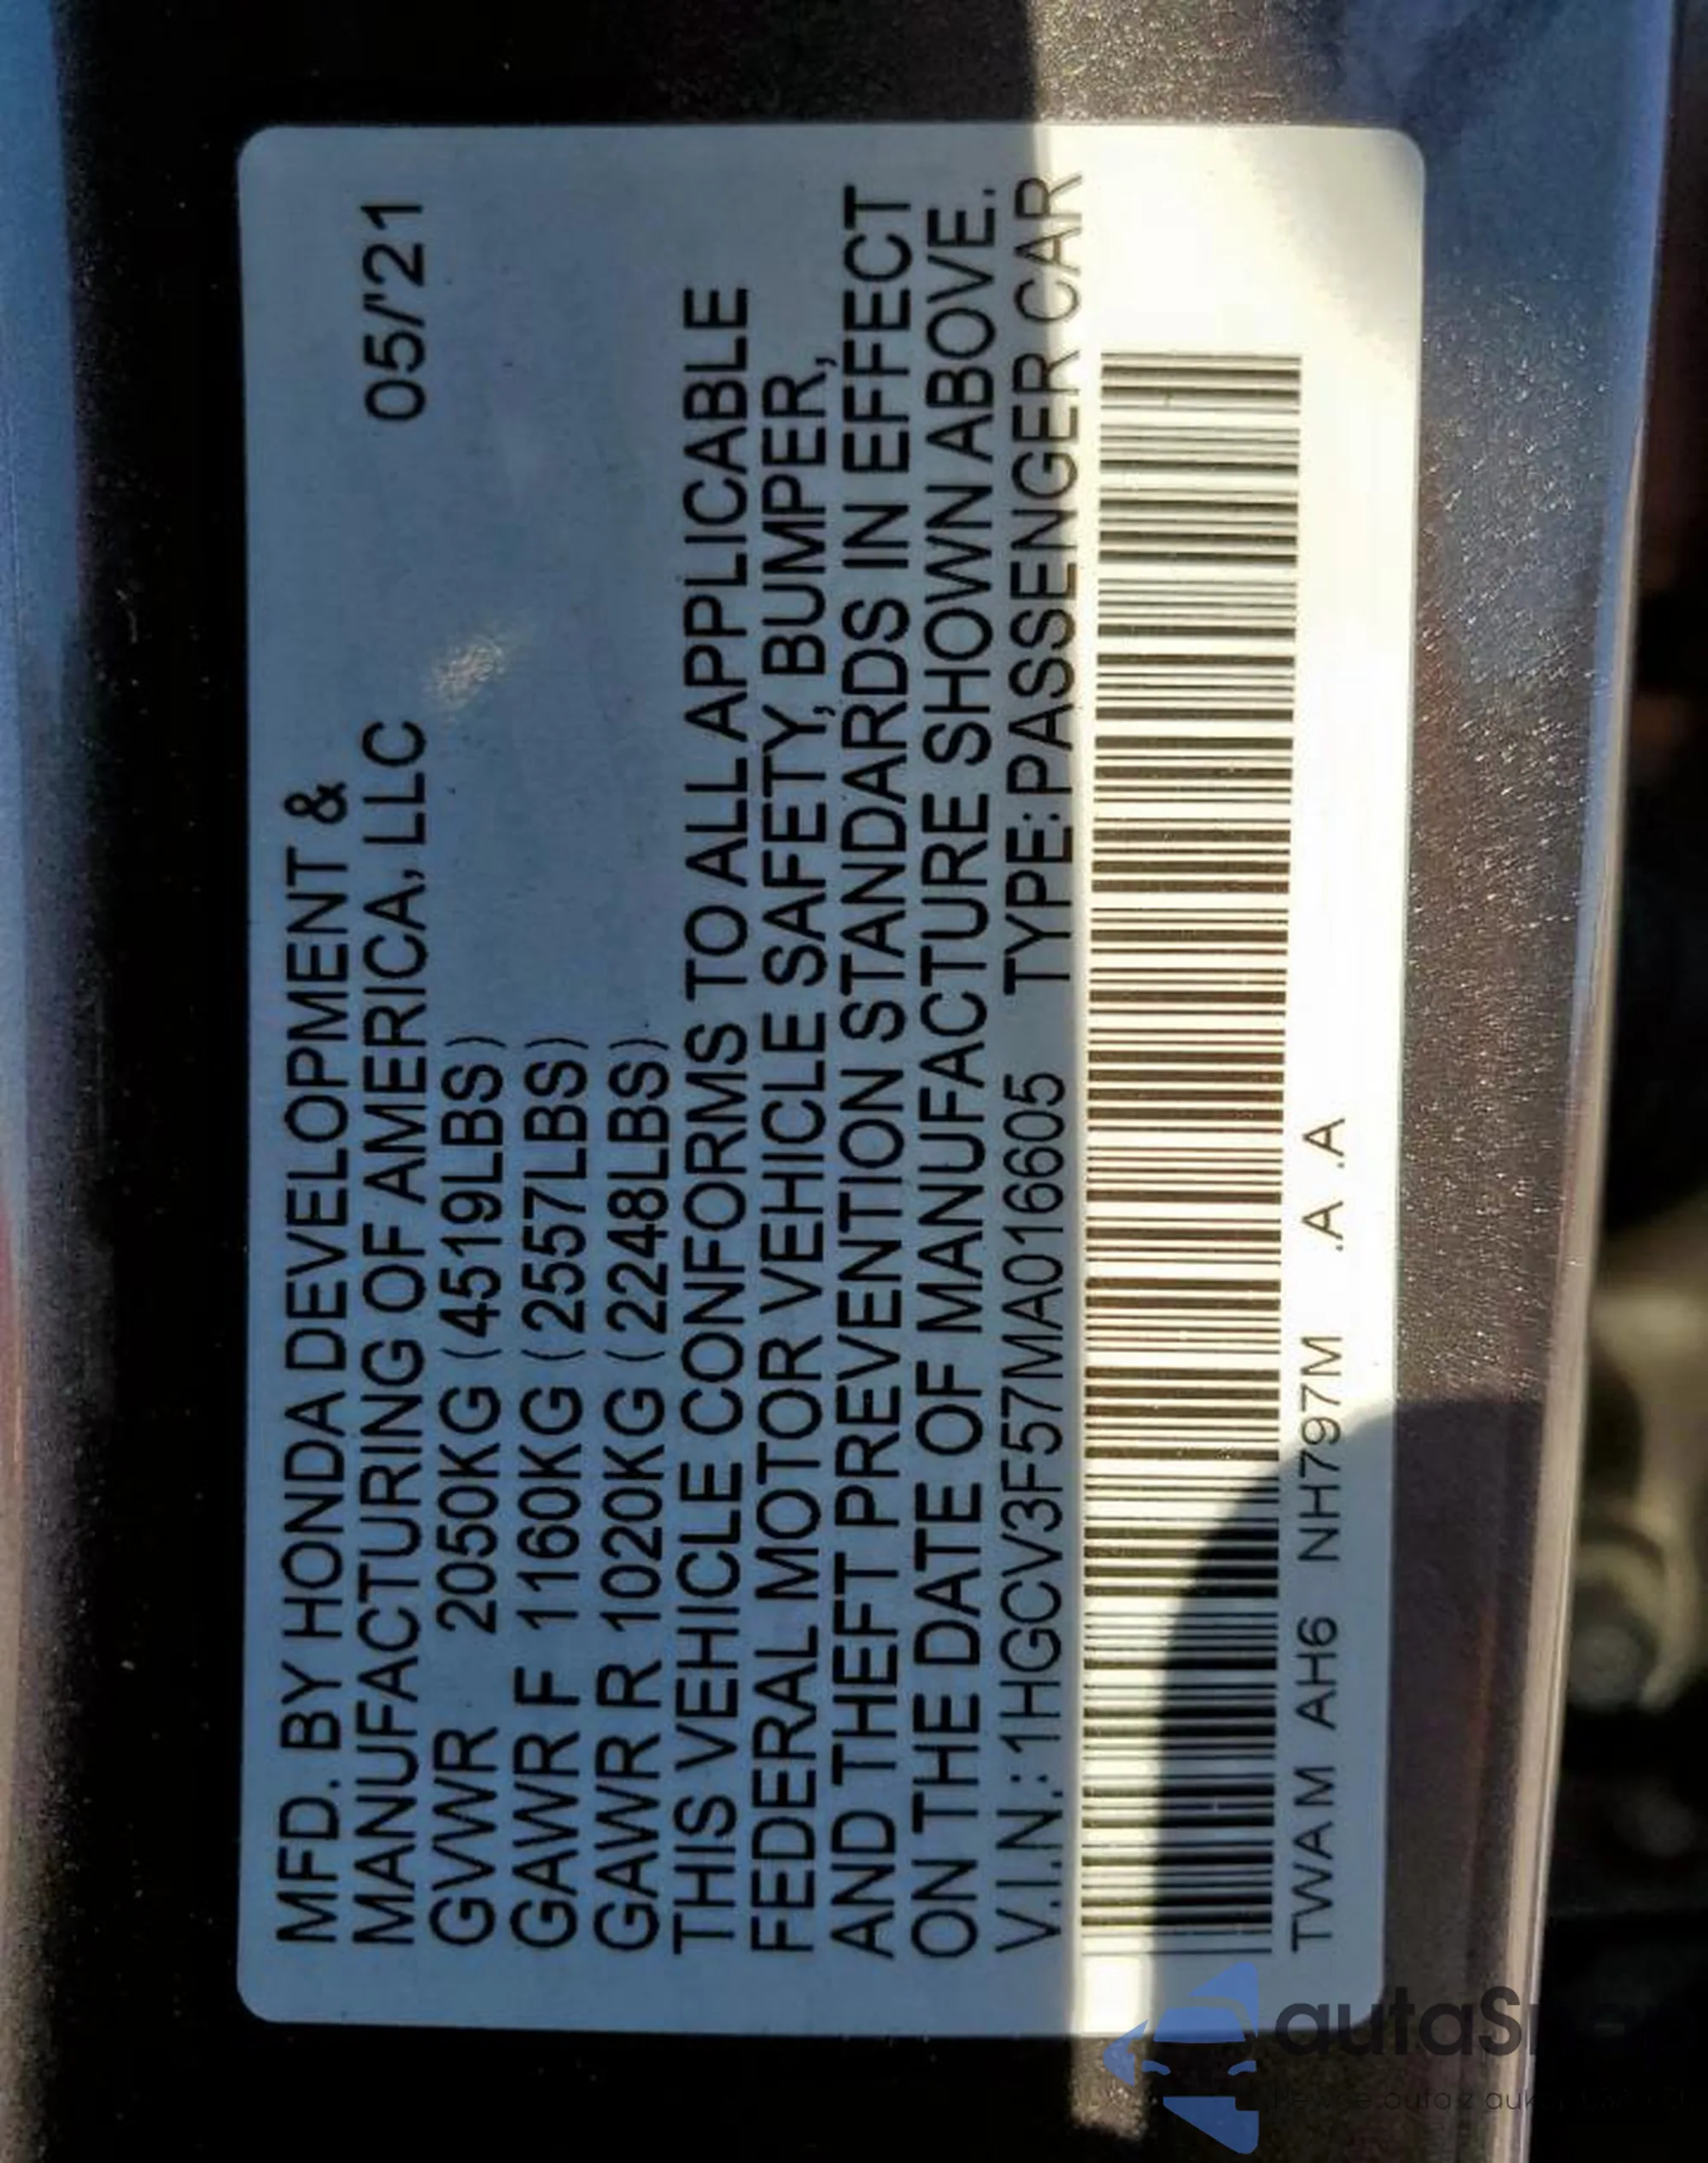 MFD. BY HONDA DEVELOPMENT &
MANUFACTURING OF AMERICA, LLC 05/'21
GVWR 2050KG (4519LBS)
GAWR F 1160KG (2557LBS)
GAWR R 1020KG (2248LBS)
THIS VEHICLE CONFORMS TO ALL APPLICABLE
FEDERAL MOTOR VEHICLE SAFETY, BUMPER,
AND THEFT PREVENTION STANDARDS IN EFFECT
ON THE DATE OF MANUFACTURE SHOWN ABOVE.
V.I.N.: 1HGCV3F57MA016605 TYPE: PASSENGER CAR
TWA M AH6 NH797M .A .A